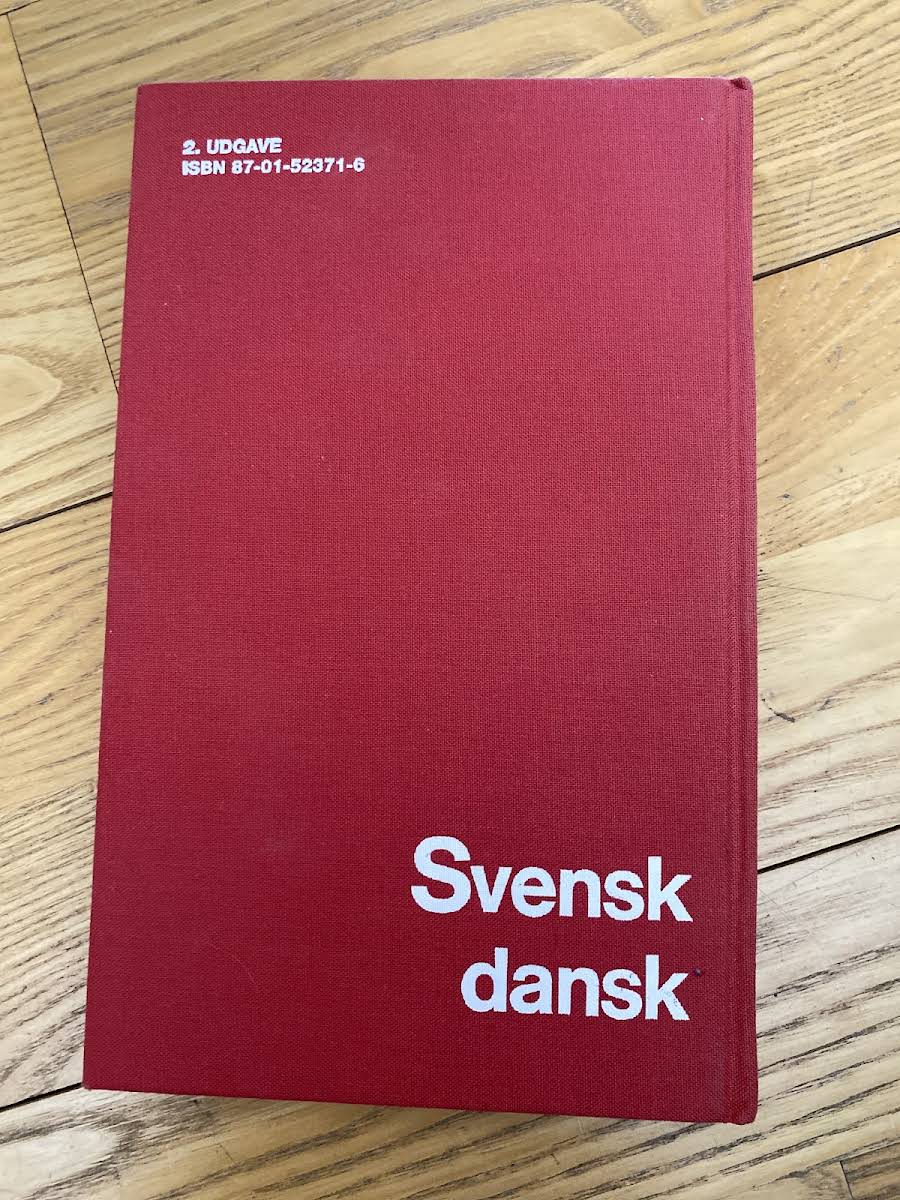 2. UDGAVE
ISBN 87-01-52371-6
Svensk
dansk